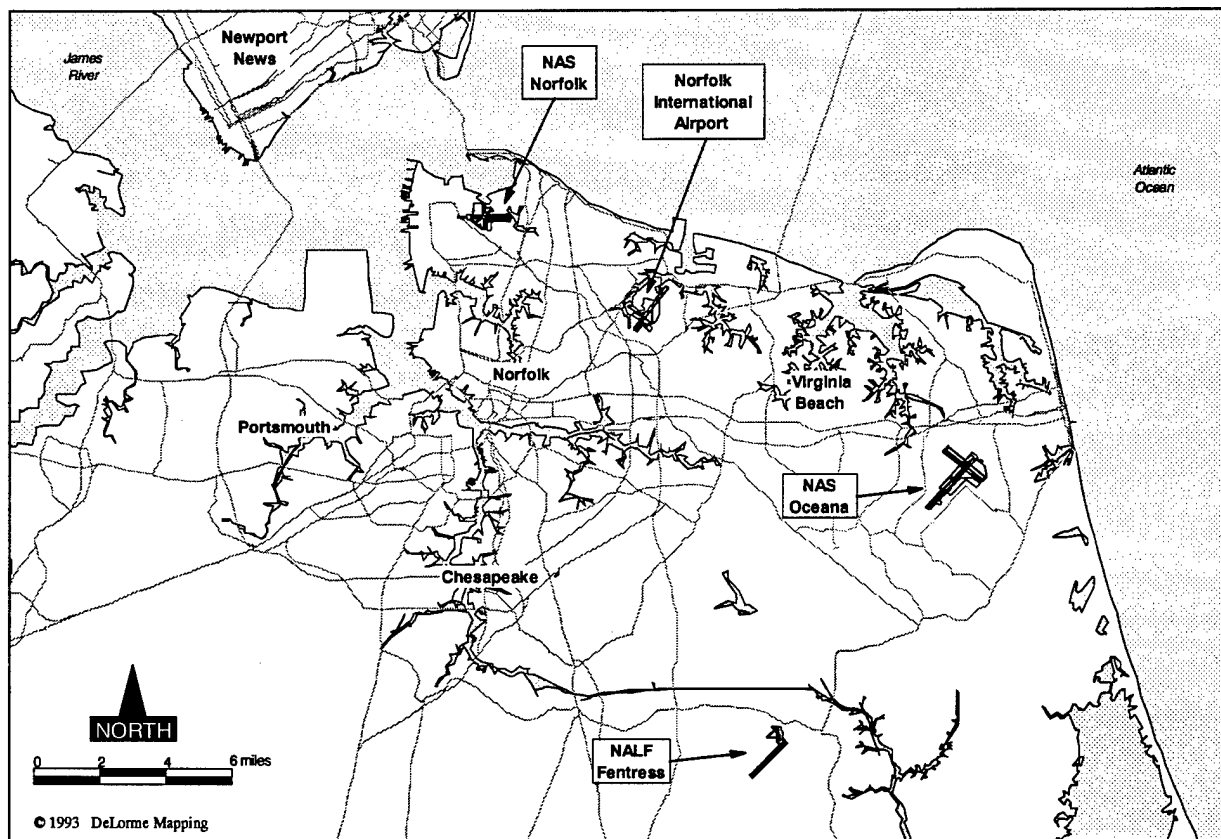 Newport
News
James
River
NAS
Norfolk
Norfolk
International
Airport
Atlantic
Ocean
Norfolk
Virginia
Beach
Portsmouth
NAS
Oceana
Chesapeake
NORTH
NALF
Fentress
0 2 4 6 miles
© 1993 DeLorme Mapping